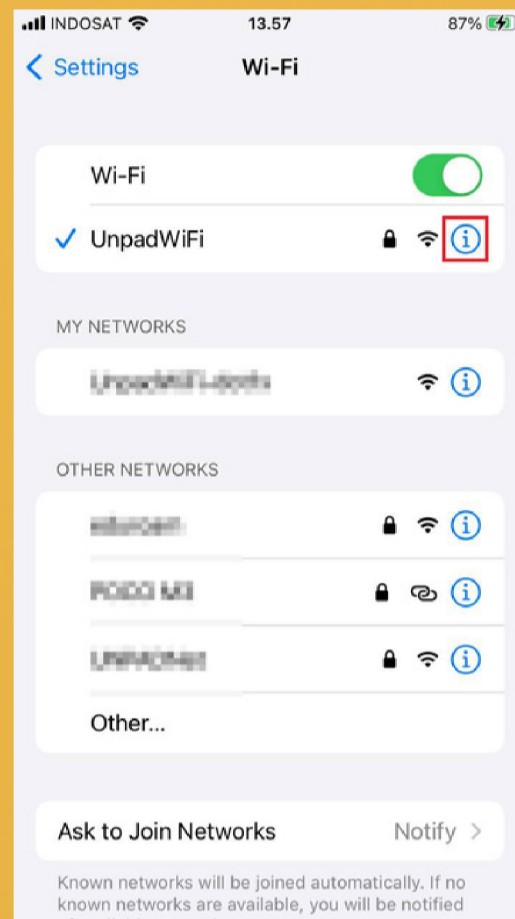 INDOSAT 13.57 87%
Settings Wi-Fi
Wi-Fi
UnpadWiFi
MY NETWORKS
OTHER NETWORKS
Other...
Ask to Join Networks Notify
Known networks will be joined automatically. If no
known networks are available, you will be notified